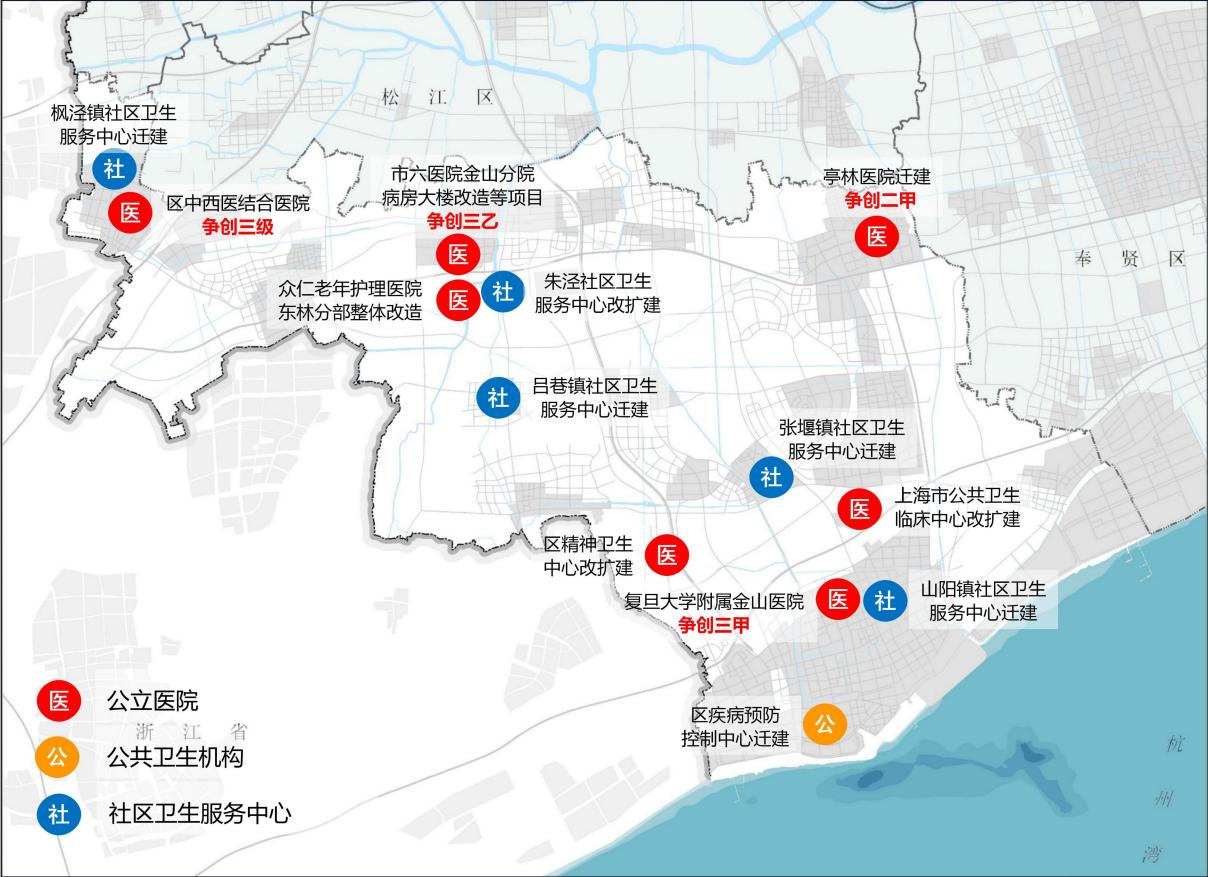 松江区
枫泾镇社区卫生
服务中心迁建
社
医
区中西医结合医院
争创三级
市六医院金山分院
病房大楼改造等项目
争创三乙
医
亭林医院迁建
争创二甲
医
奉贤区
众仁老年护理医院
东林分部整体改造
医
社
朱泾社区卫生
服务中心改扩建
社
吕巷镇社区卫生
服务中心迁建
张堰镇社区卫生
服务中心迁建
社
医
上海市公共卫生
临床中心改扩建
区精神卫生
中心改扩建
医
复旦大学附属金山医院
争创三甲
医
社
山阳镇社区卫生
服务中心迁建
区疾病预防
控制中心迁建
公
医
公立医院
浙江省
公
公共卫生机构
社
社区卫生服务中心
杭
州
湾